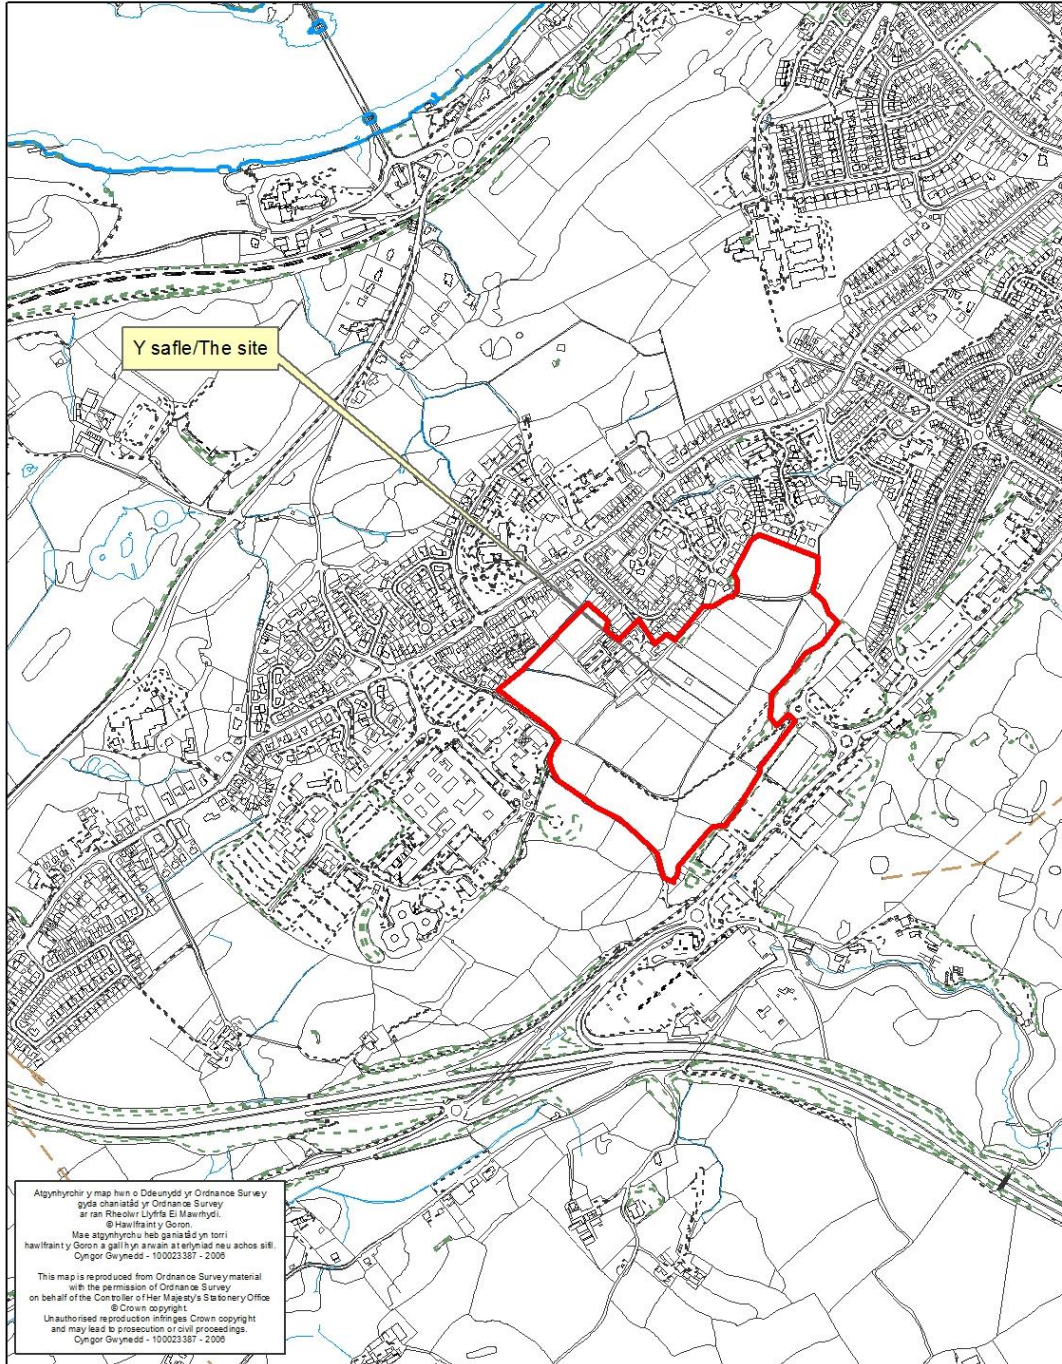 Y safle/The site
Atgynhyrchir y map hwn o Ddeunydd yr Ordnance Survey
gyda chaniatâd yr Ordnance Survey
ar ran Rheolwr Llyfrfa Ei Mawrhydi.
© Hawlfraint y Goron.
Mae atgynhyrchu heb ganiatâd yn torri
hawlfraint y Goron a gall hyn arwain at erlyniad neu achos sifil.
Cyngor Gwynedd - 100023387 - 2006
This map is reproduced from Ordnance Survey material
with the permission of Ordnance Survey
on behalf of the Controller of Her Majesty's Stationery Office
© Crown copyright.
Unauthorised reproduction infringes Crown copyright
and may lead to prosecution or civil proceedings.
Cyngor Gwynedd - 100023387 - 2006